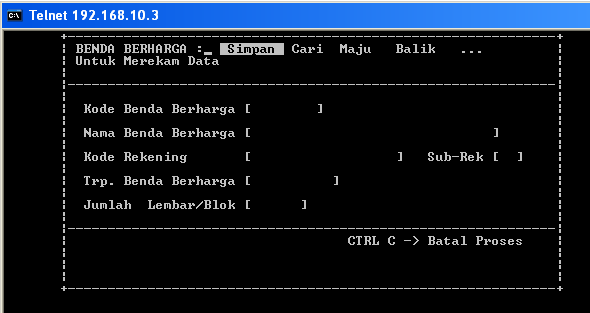 Telnet 192.168.10.3
BENDA BERHARGA :_ Simpan Cari Maju Balik ...
Untuk Merekam Data
Kode Benda Berharga [ ]
Nama Benda Berharga [ ]
Kode Rekening [ ] Sub-Rek [ ]
Trp. Benda Berharga [ ]
Jumlah Lembar/Blok [ ]
CTRL C -> Batal Proses